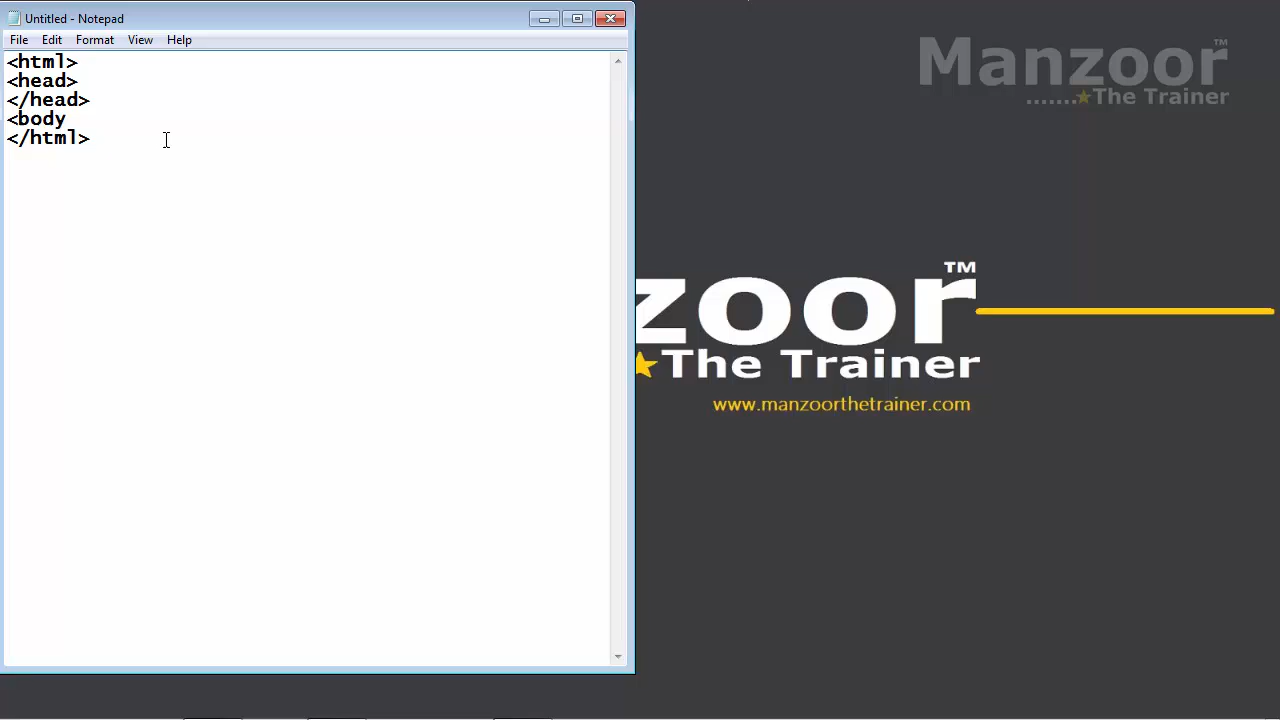 Untitled - Notepad
File Edit Format View Help
<html>
<head>
</head>
<body
</html>
Manzoor™
.......★The Trainer
zoor™
★The Trainer
www.manzoorthetrainer.com